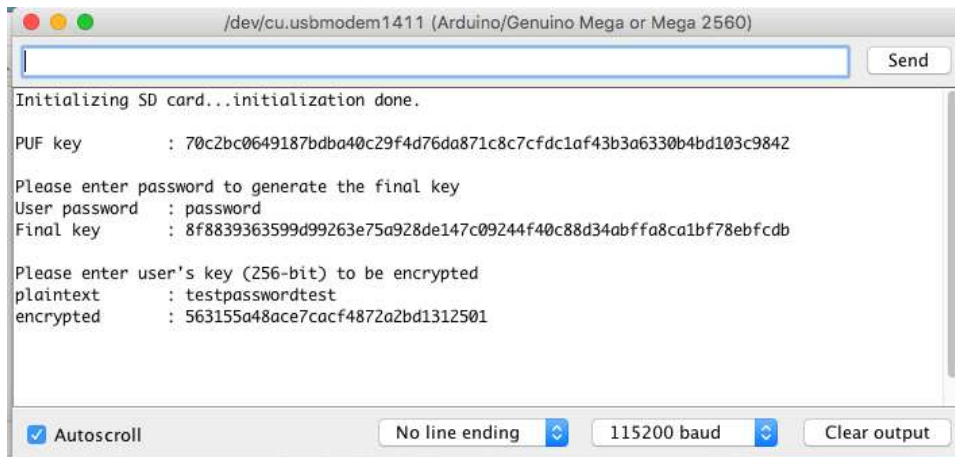 /dev/cu.usbmodem1411 (Arduino/Genuino Mega or Mega 2560)
Send
Initializing SD card...initialization done.
PUF key : 70c2bc0649187bdba40c29f4d76da871c8c7cfdc1af43b3a6330b4bd103c9842
Please enter password to generate the final key
User password : password
Final key : 8f8839363599d99263e75a928de147c09244f40c88d34abffa8ca1bf78ebfcdb
Please enter user's key (256-bit) to be encrypted
plaintext : testpasswordtest
encrypted : 563155a48ace7cacf4872a2bd1312501
Autoscroll No line ending 115200 baud Clear output